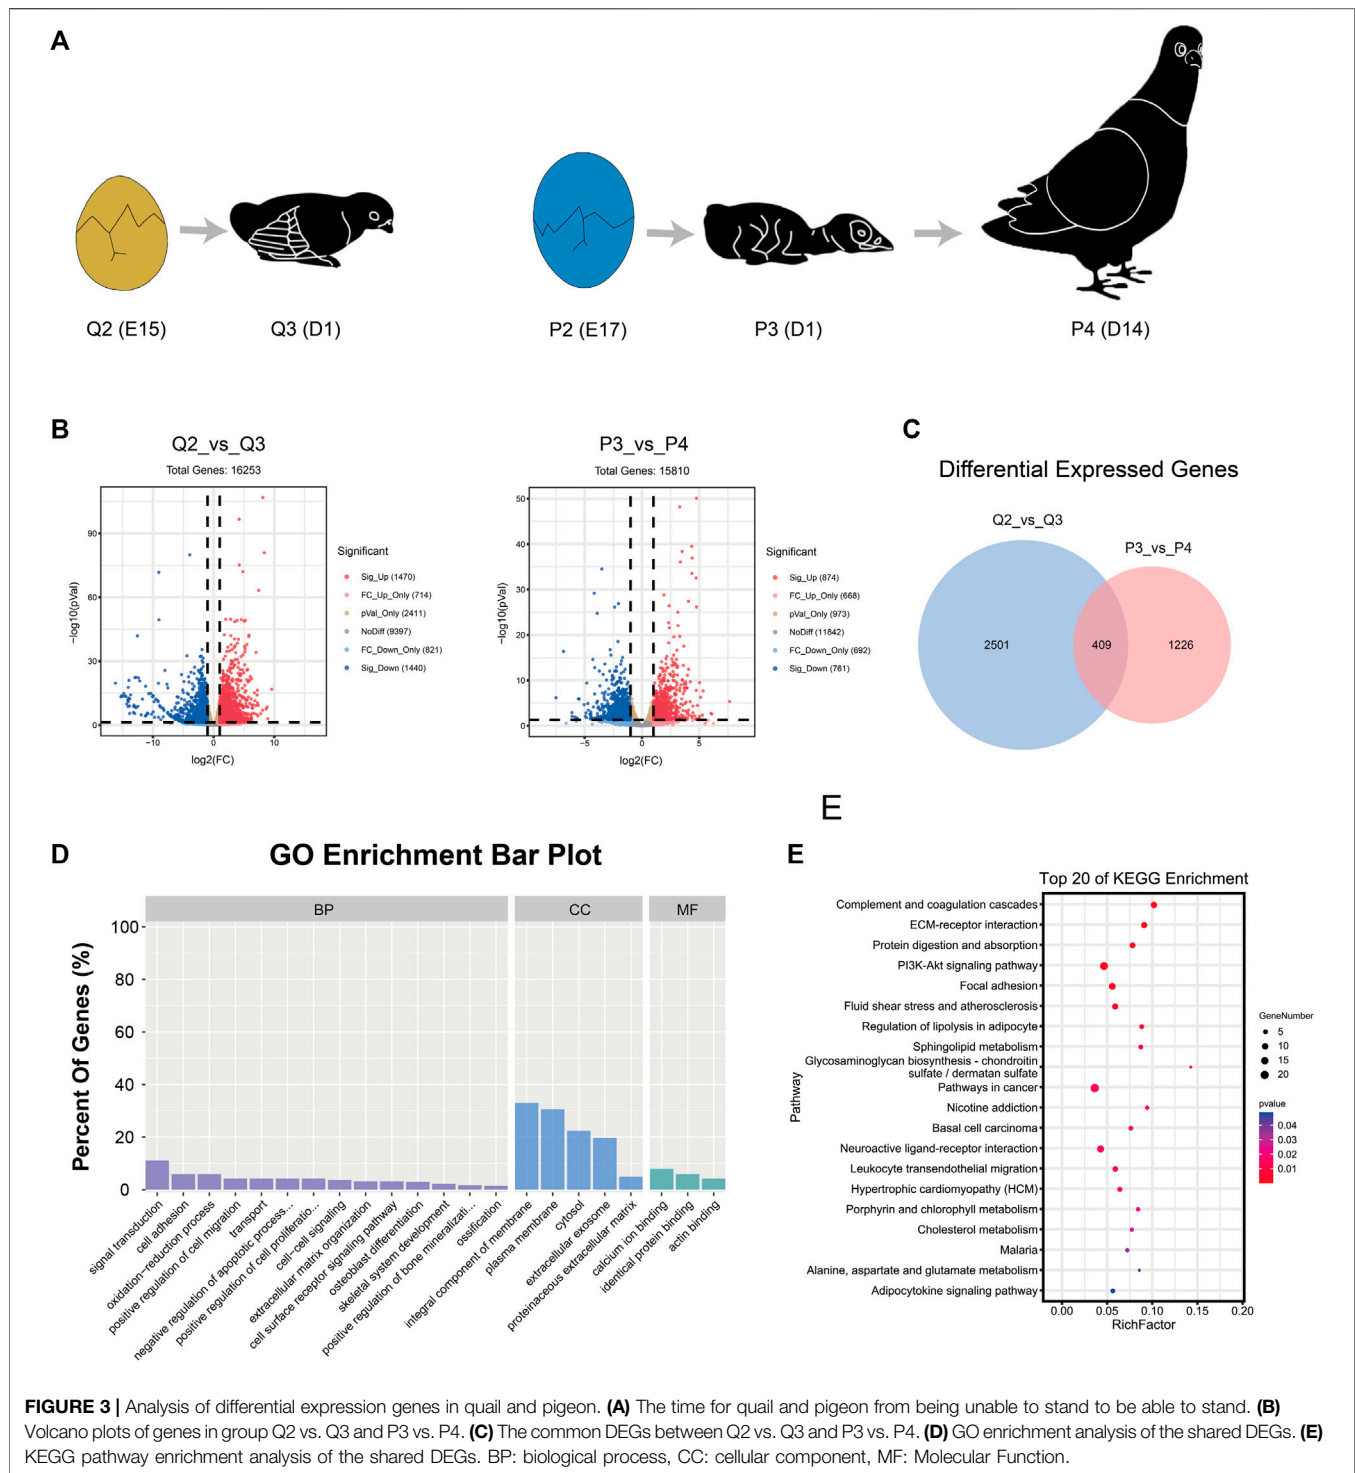 A
Q2 (E15)
Q3 (D1)
P2 (E17)
P3 (D1)
P4 (D14)
B
Q2_vs_Q3
Total Genes: 16253
−log10(pVal)
90
60
30
0
−10
0
10
log2(FC)
Significant
Sig_Up (1470)
FC_Up_Only (714)
pVal_Only (2411)
NoDiff (9397)
FC_Down_Only (821)
Sig_Down (1440)
P3_vs_P4
Total Genes: 15810
−log10(pVal)
50
40
30
20
10
0
−5
0
5
log2(FC)
Significant
Sig_Up (874)
FC_Up_Only (668)
pVal_Only (973)
NoDiff (11842)
FC_Down_Only (692)
Sig_Down (761)
C
Differential Expressed Genes
Q2_vs_Q3
P3_vs_P4
2501
409
1226
D
GO Enrichment Bar Plot
BP
CC
MF
Percent Of Genes (%)
100
80
60
40
20
0
signal transduction
cell adhesion
oxidation−reduction process
positive regulation of cell migration
transport
negative regulation of apoptotic process...
positive regulation of cell proliferatio...
cell−cell signaling
extracellular matrix organization
cell surface receptor signaling pathway
osteoblast differentiation
skeletal system development
positive regulation of bone mineralizati...
ossification
integral component of membrane
plasma membrane
cytosol
extracellular exosome
proteinaceous extracellular matrix
calcium ion binding
identical protein binding
actin binding
E
E
Top 20 of KEGG Enrichment
Pathway
Complement and coagulation cascades
ECM-receptor interaction
Protein digestion and absorption
PI3K-Akt signaling pathway
Focal adhesion
Fluid shear stress and atherosclerosis
Regulation of lipolysis in adipocyte
Sphingolipid metabolism
Glycosaminoglycan biosynthesis - chondroitin
sulfate / dermatan sulfate
Pathways in cancer
Nicotine addiction
Basal cell carcinoma
Neuroactive ligand-receptor interaction
Leukocyte transendothelial migration
Hypertrophic cardiomyopathy (HCM)
Porphyrin and chlorophyll metabolism
Cholesterol metabolism
Malaria
Alanine, aspartate and glutamate metabolism
Adipocytokine signaling pathway
0.00
0.05
0.10
0.15
0.20
RichFactor
GeneNumber
5
10
15
20
pvalue
0.04
0.03
0.02
0.01
FIGURE 3 | Analysis of differential expression genes in quail and pigeon. (A) The time for quail and pigeon from being unable to stand to be able to stand. (B)
Volcano plots of genes in group Q2 vs. Q3 and P3 vs. P4. (C) The common DEGs between Q2 vs. Q3 and P3 vs. P4. (D) GO enrichment analysis of the shared DEGs. (E)
KEGG pathway enrichment analysis of the shared DEGs. BP: biological process, CC: cellular component, MF: Molecular Function.